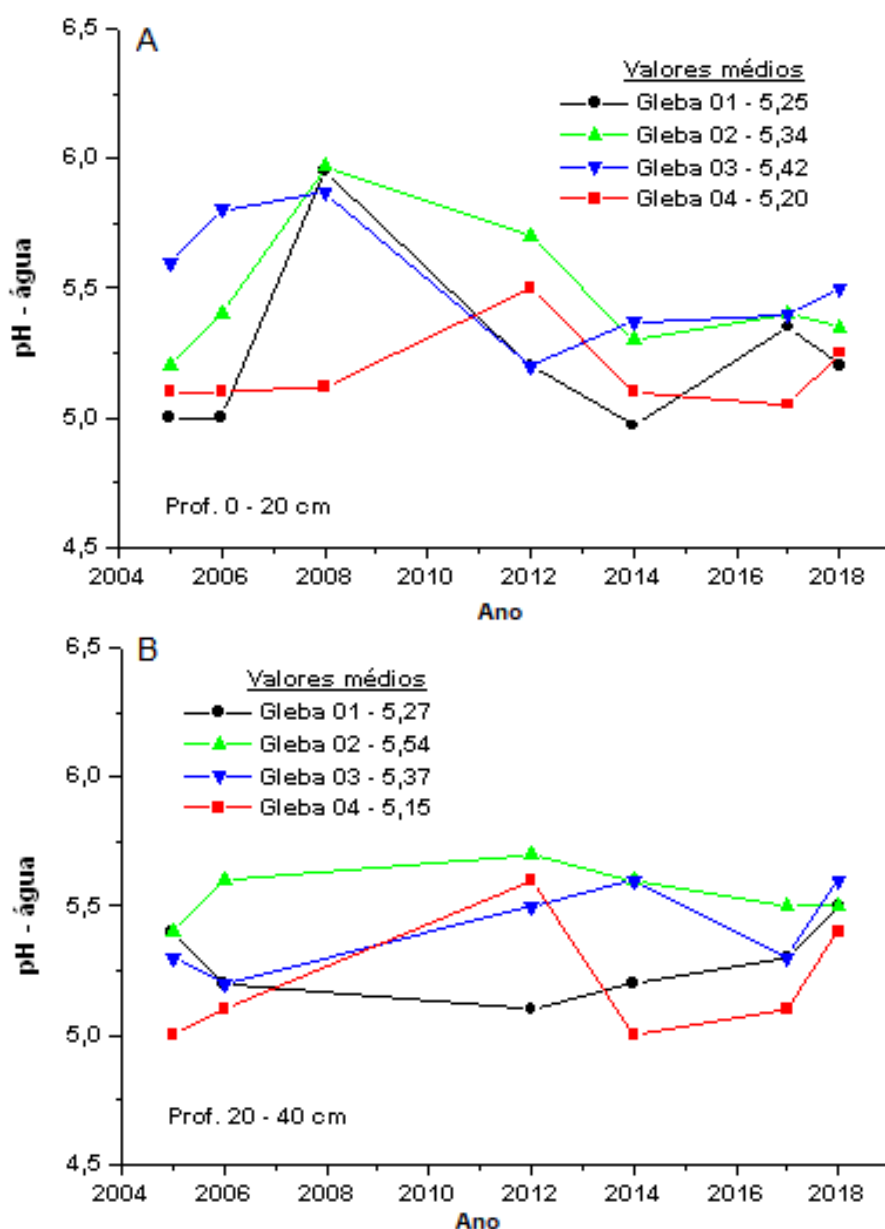 A
6,5
6,0
5,5
5,0
4,5
pH - água
Valores médios
Gleba 01 - 5,25
Gleba 02 - 5,34
Gleba 03 - 5,42
Gleba 04 - 5,20
Prof. 0 - 20 cm
2004 2006 2008 2010 2012 2014 2016 2018
Ano
B
6,5
6,0
5,5
5,0
4,5
pH - água
Valores médios
Gleba 01 - 5,27
Gleba 02 - 5,54
Gleba 03 - 5,37
Gleba 04 - 5,15
Prof. 20 - 40 cm
2004 2006 2008 2010 2012 2014 2016 2018
Ano